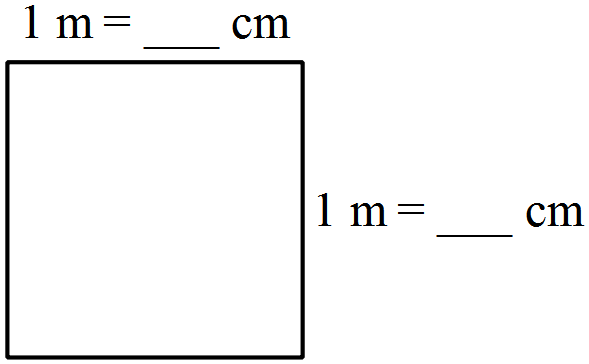 1 m = ___ cm
1 m = ___ cm